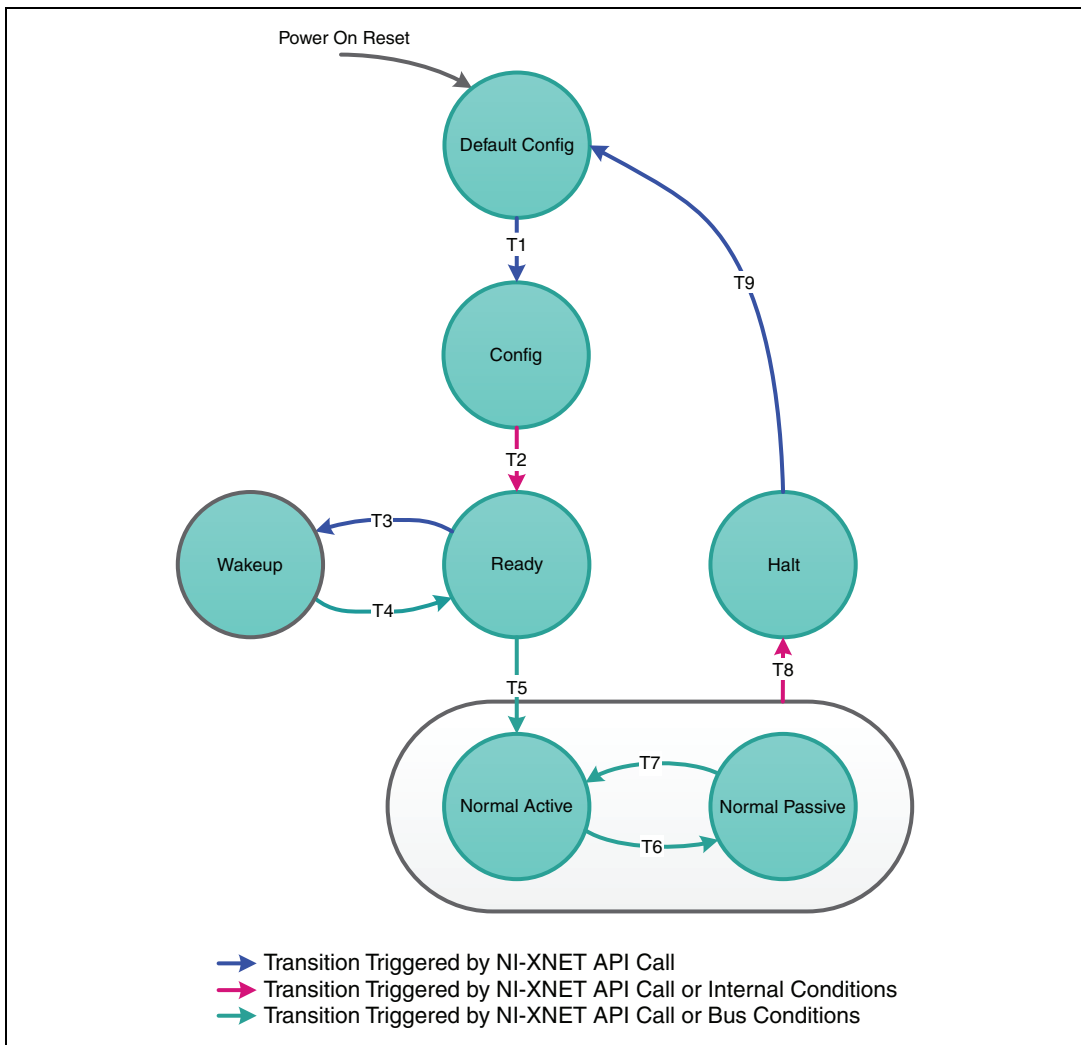 Power On Reset
Default Config
T1
T9
Config
T2
T3
Wakeup
Ready
Halt
T4
T8
T5
T7
Normal Active
Normal Passive
T6
Transition Triggered by NI-XNET API Call
Transition Triggered by NI-XNET API Call or Internal Conditions
Transition Triggered by NI-XNET API Call or Bus Conditions